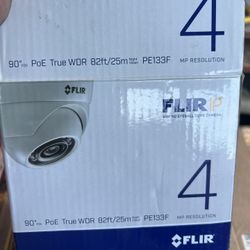 4
90° PoE True WDR 82ft/25m PE133F
MP RESOLUTION
FLIR
FLIR IP
4
90° PoE True WDR 82ft/25m PE133F
MP RESOLUTION
FLIR